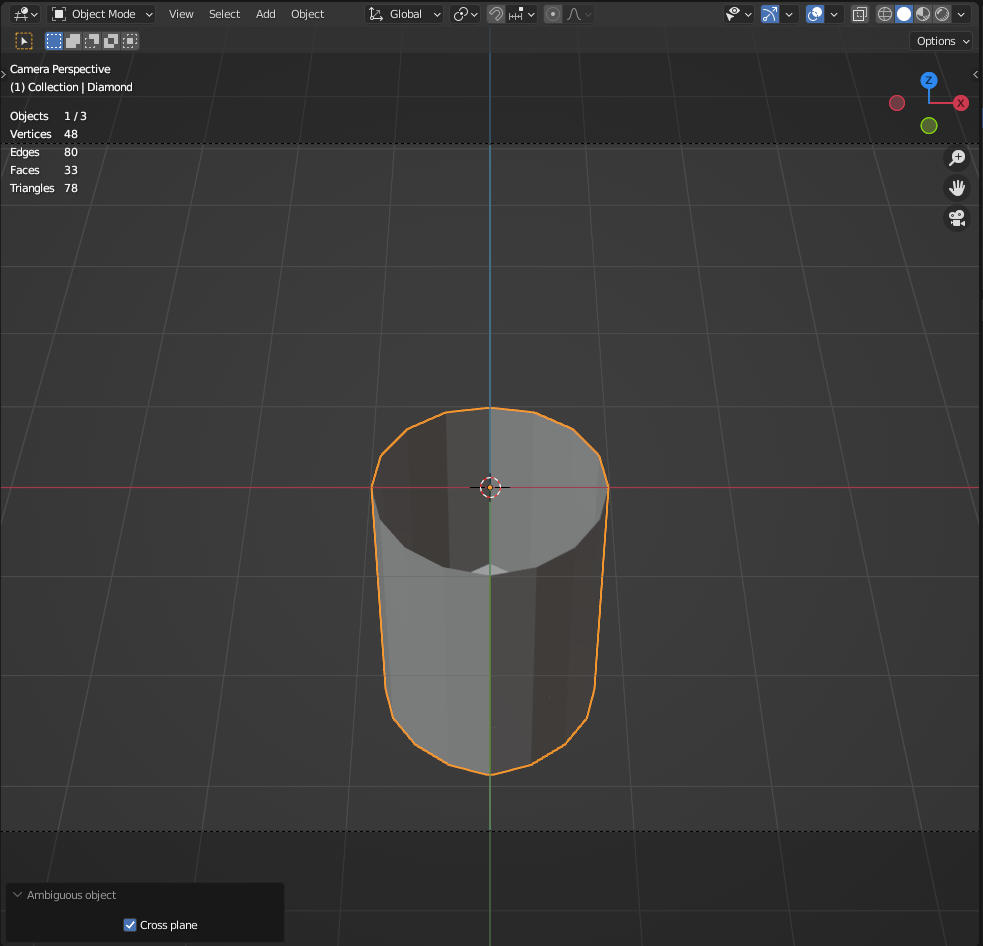 Object Mode View Select Add Object Global
Options
Camera Perspective
(1) Collection | Diamond
Objects 1 / 3
Vertices 48
Edges 80
Faces 33
Triangles 78
Z
X
Ambiguous object
Cross plane